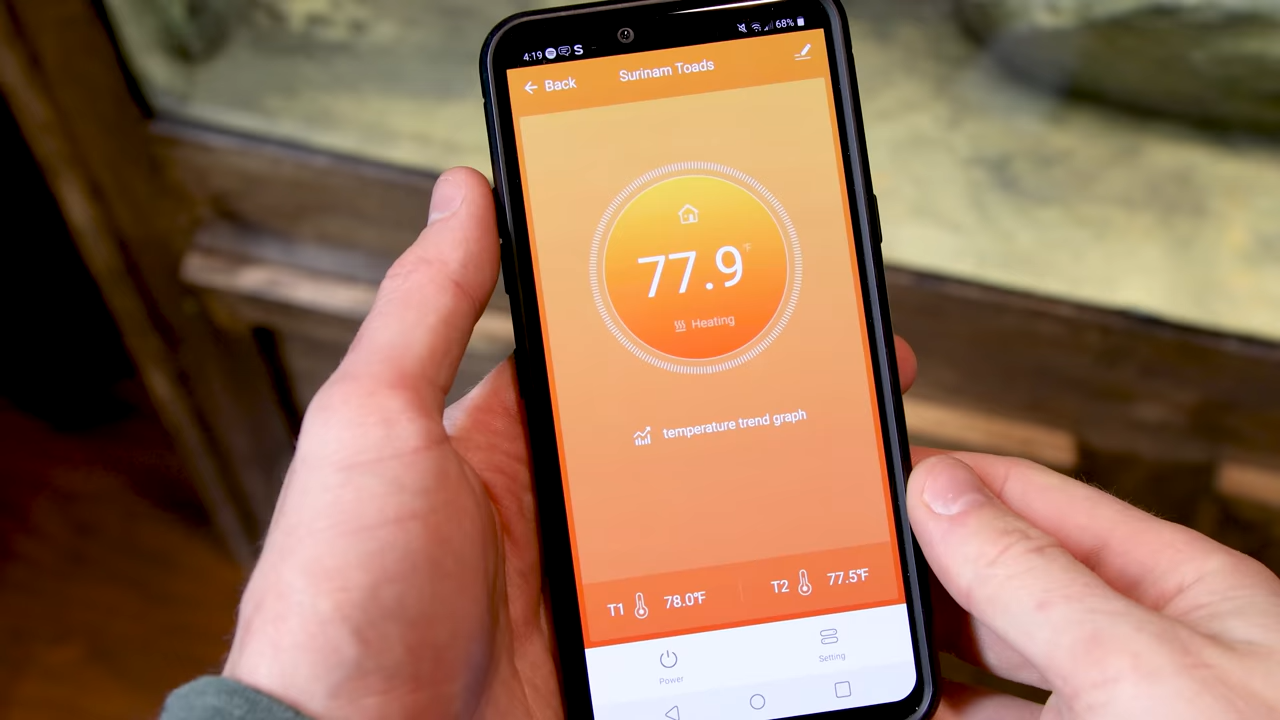 4:19 S 68%
Back Surinam Toads
77.9°F
Heating
temperature trend graph
T1 78.0°F T2 77.5°F
Power Setting